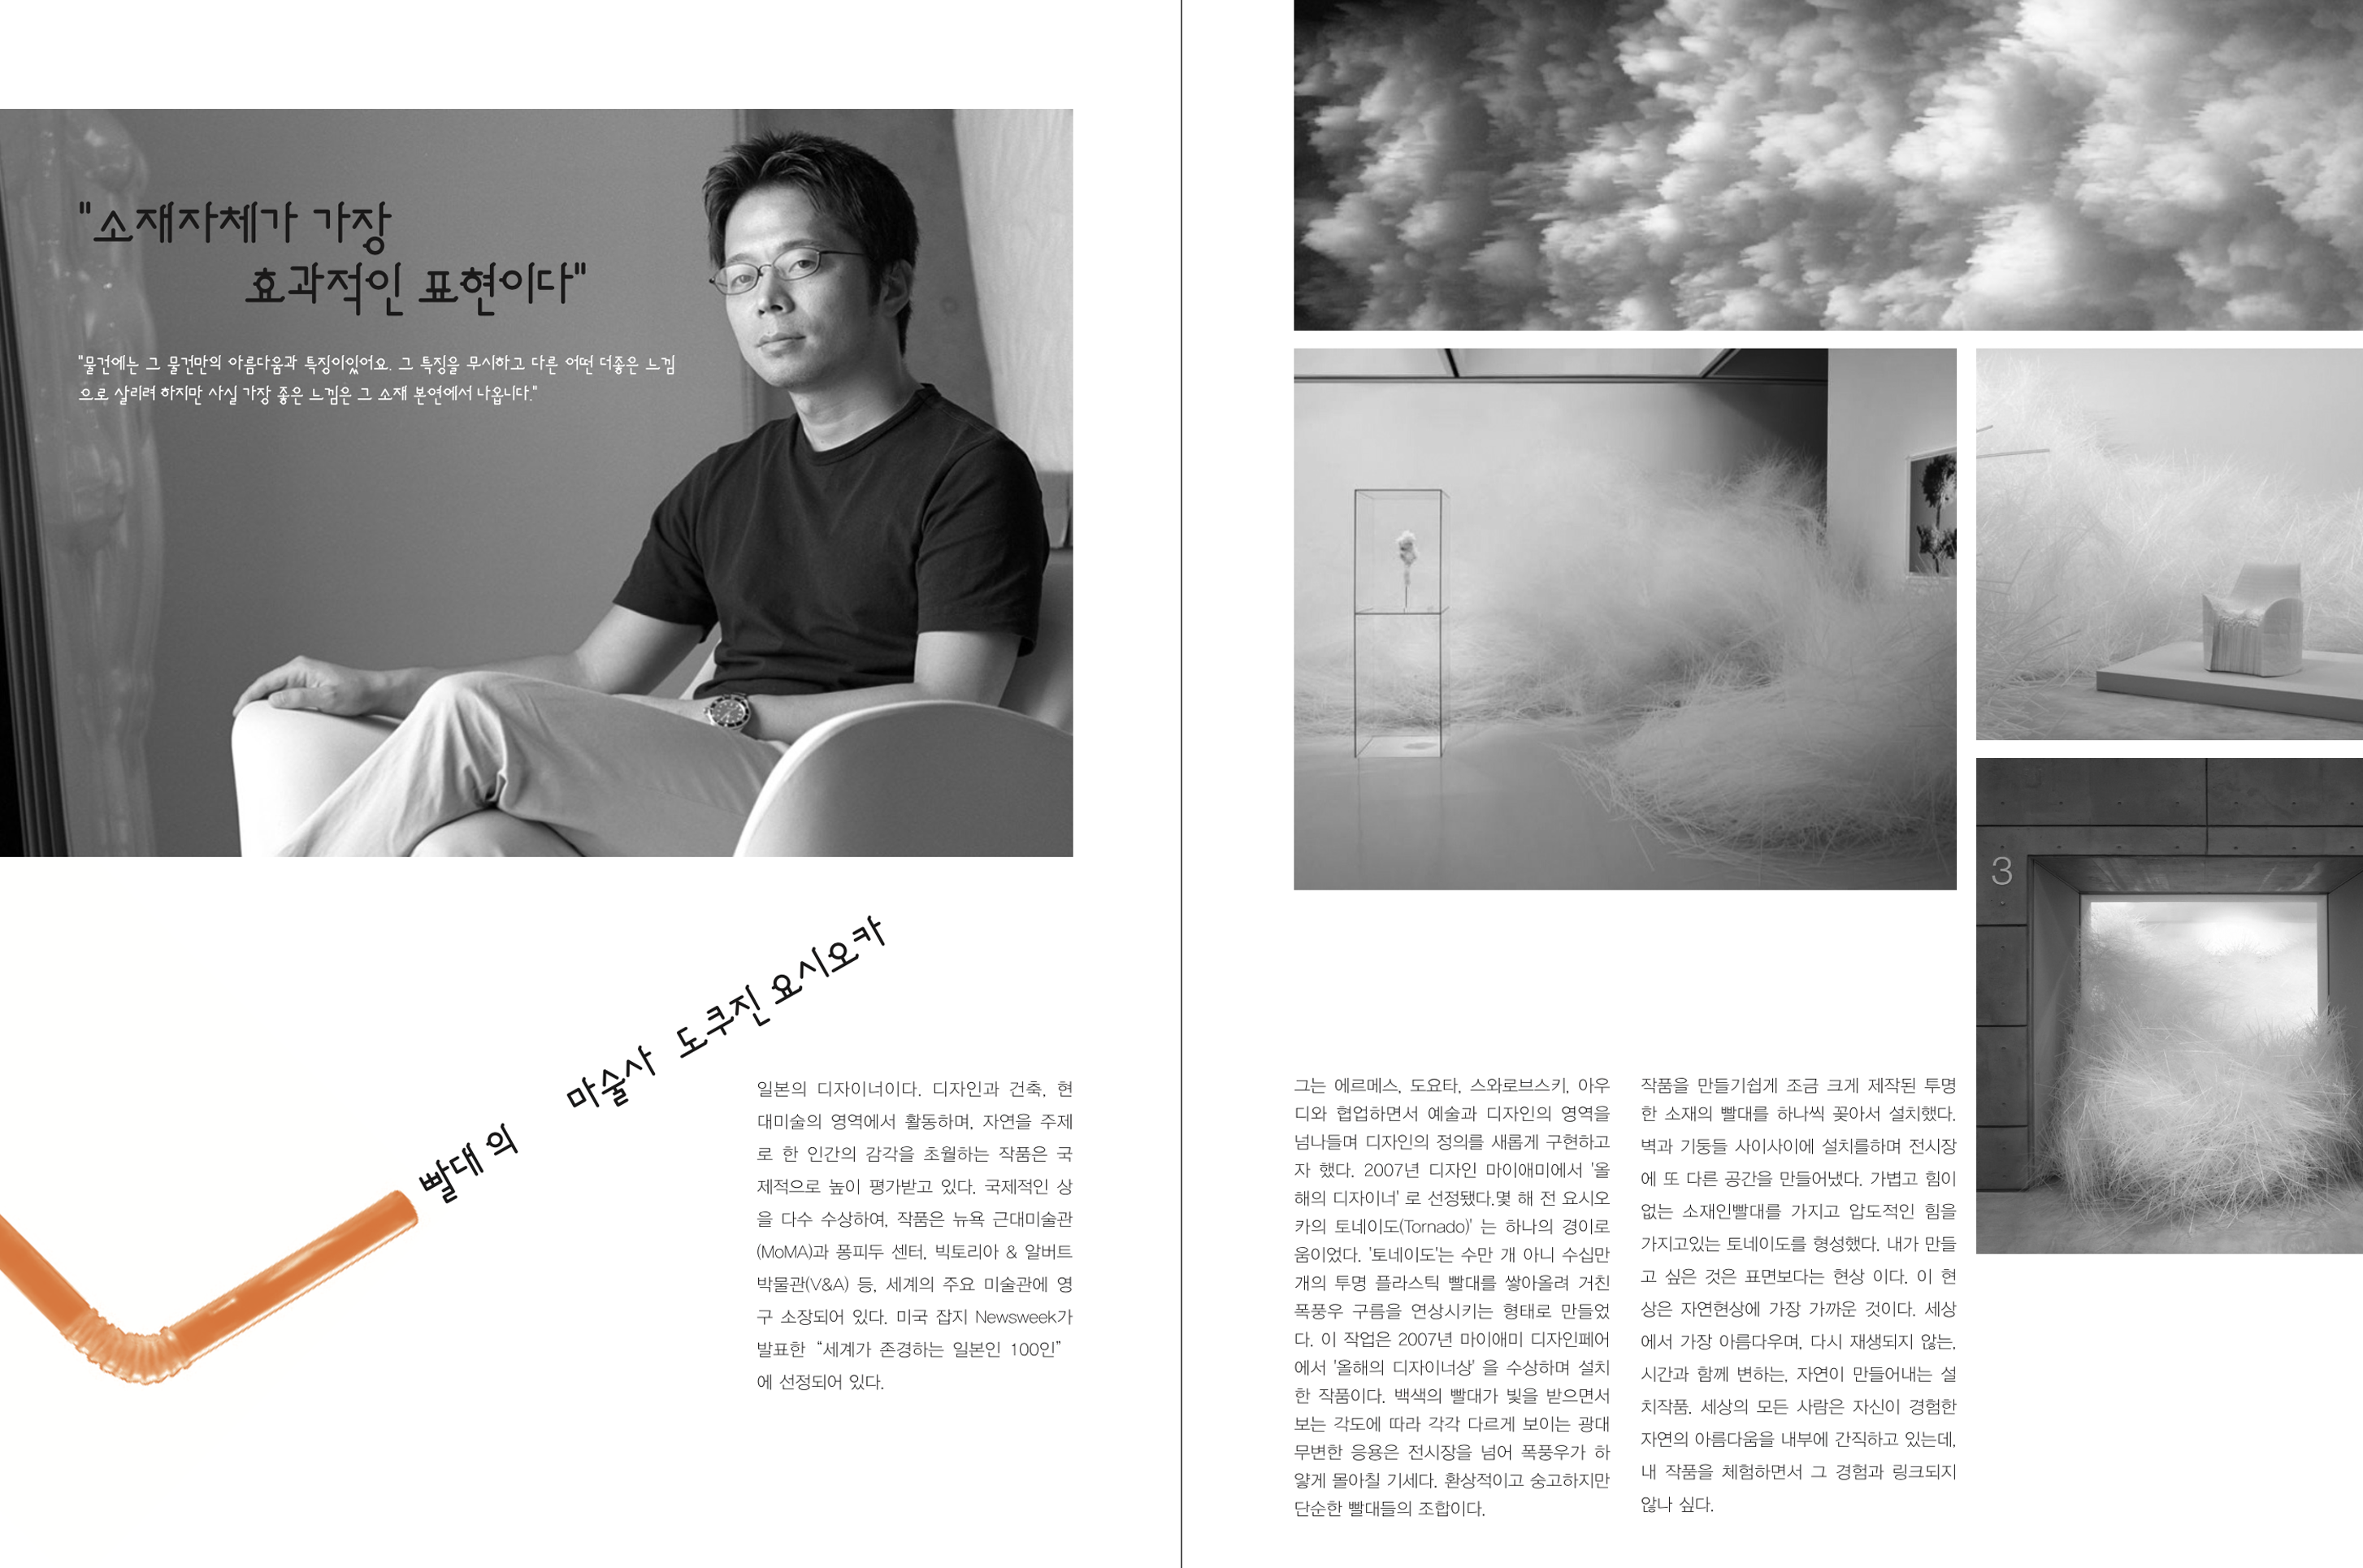 "소재자체가 가장
효과적인 표현이다"
"물건에는 그 물건만의 아름다움과 특징이있어요. 그 특징을 무시하고 다른 어떤 더좋은 느낌
으로 살리려 하지만 사실 가장 좋은 느낌은 그 소재 본연에서 나옵니다."
빨대의 마술사 도쿠진 요시오카
일본의 디자이너이다. 디자인과 건축, 현
대미술의 영역에서 활동하며, 자연을 주제
로 한 인간의 감각을 초월하는 작품은 국
제적으로 높이 평가받고 있다. 국제적인 상
을 다수 수상하여, 작품은 뉴욕 근대미술관
(MoMA)과 퐁피두 센터, 빅토리아 & 알버트
박물관(V&A) 등, 세계의 주요 미술관에 영
구 소장되어 있다. 미국 잡지 Newsweek가
발표한 “세계가 존경하는 일본인 100인”
에 선정되어 있다.
3
그는 에르메스, 도요타, 스와로브스키, 아우
디와 협업하면서 예술과 디자인의 영역을
넘나들며 디자인의 정의를 새롭게 구현하고
자 했다. 2007년 디자인 마이애미에서 '올
해의 디자이너' 로 선정됐다.몇 해 전 요시오
카의 토네이도(Tornado)' 는 하나의 경이로
움이었다. '토네이도'는 수만 개 아니 수십만
개의 투명 플라스틱 빨대를 쌓아올려 거친
폭풍우 구름을 연상시키는 형태로 만들었
다. 이 작업은 2007년 마이애미 디자인페어
에서 '올해의 디자이너상' 을 수상하며 설치
한 작품이다. 백색의 빨대가 빛을 받으면서
보는 각도에 따라 각각 다르게 보이는 광대
무변한 응용은 전시장을 넘어 폭풍우가 하
얗게 몰아칠 기세다. 환상적이고 숭고하지만
단순한 빨대들의 조합이다.
작품을 만들기쉽게 조금 크게 제작된 투명
한 소재의 빨대를 하나씩 꽂아서 설치했다.
벽과 기둥들 사이사이에 설치를하며 전시장
에 또 다른 공간을 만들어냈다. 가볍고 힘이
없는 소재인빨대를 가지고 압도적인 힘을
가지고있는 토네이도를 형성했다. 내가 만들
고 싶은 것은 표면보다는 현상 이다. 이 현
상은 자연현상에 가장 가까운 것이다. 세상
에서 가장 아름다우며, 다시 재생되지 않는,
시간과 함께 변하는, 자연이 만들어내는 설
치작품. 세상의 모든 사람은 자신이 경험한
자연의 아름다움을 내부에 간직하고 있는데,
내 작품을 체험하면서 그 경험과 링크되지
않나 싶다.